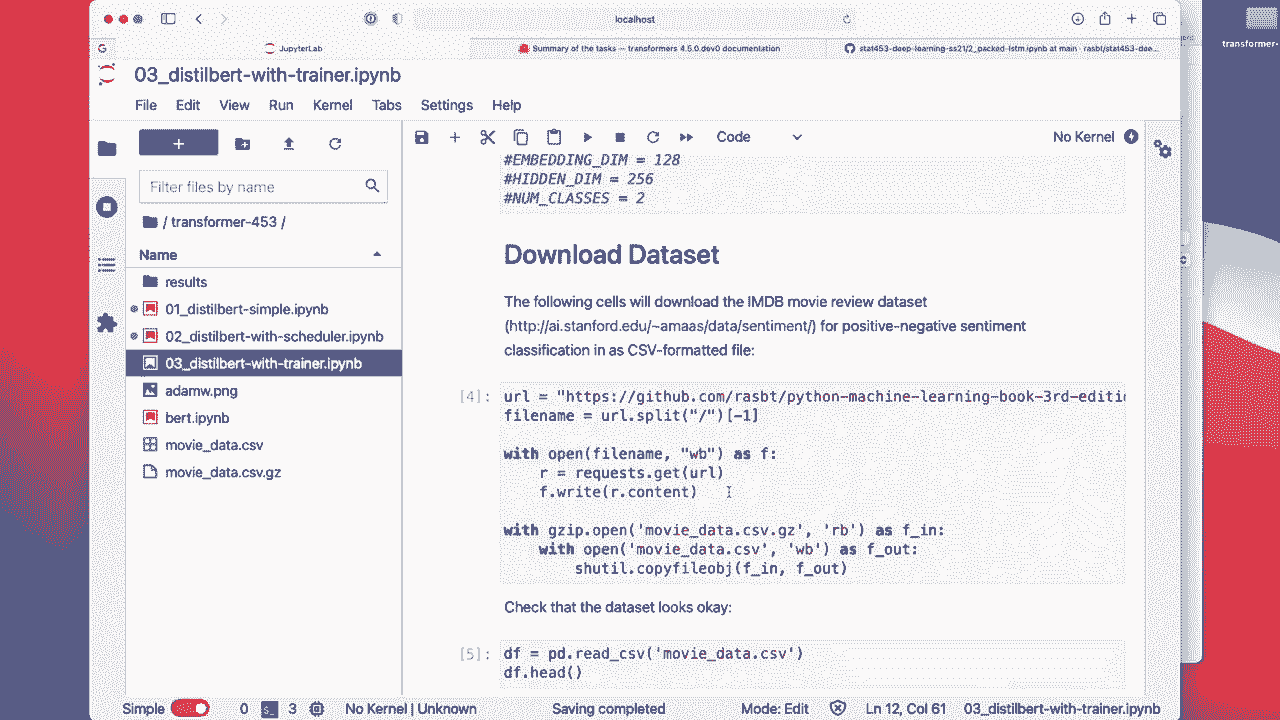 localhost
G
JupyterLab
Summary of the tasks — transformers 4.5.0.dev0 documentation
stat453-deep-learning-ss21/2_packed-lstm.ipynb at main · rasbt/stat453-dee...
transformer-
03_distilbert-with-trainer.ipynb
File Edit View Run Kernel Tabs Settings Help
+
Filter files by name
/ transformer-453 /
Name
results
01_distilbert-simple.ipynb
02_distilbert-with-scheduler.ipynb
03_distilbert-with-trainer.ipynb
adamw.png
bert.ipynb
movie_data.csv
movie_data.csv.gz
Code
No Kernel
#EMBEDDING_DIM = 128
#HIDDEN_DIM = 256
#NUM_CLASSES = 2
Download Dataset
The following cells will download the IMDB movie review dataset
(http://ai.stanford.edu/~amaas/data/sentiment/) for positive-negative sentiment
classification in as CSV-formatted file:
[4]: url = "https://github.com/rasbt/python-machine-learning-book-3rd-editi
filename = url.split("/")[-1]
with open(filename, "wb") as f:
r = requests.get(url)
f.write(r.content)
with gzip.open('movie_data.csv.gz', 'rb') as f_in:
with open('movie_data.csv', 'wb') as f_out:
shutil.copyfileobj(f_in, f_out)
Check that the dataset looks okay:
[5]: df = pd.read_csv('movie_data.csv')
df.head()
Simple 0 3 No Kernel | Unknown Saving completed Mode: Edit Ln 12, Col 61 03_distilbert-with-trainer.ipynb